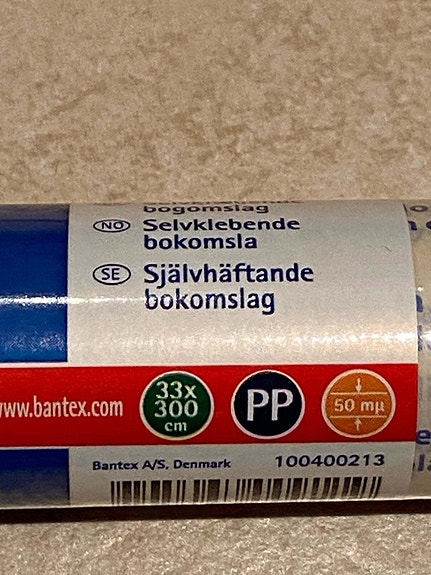 bogomslag
NO Selvklebende
bokomsla
SE Självhäftande
bokomslag
www.bantex.com
33x
300
cm
PP
50 mµ
Bantex A/S, Denmark
100400213